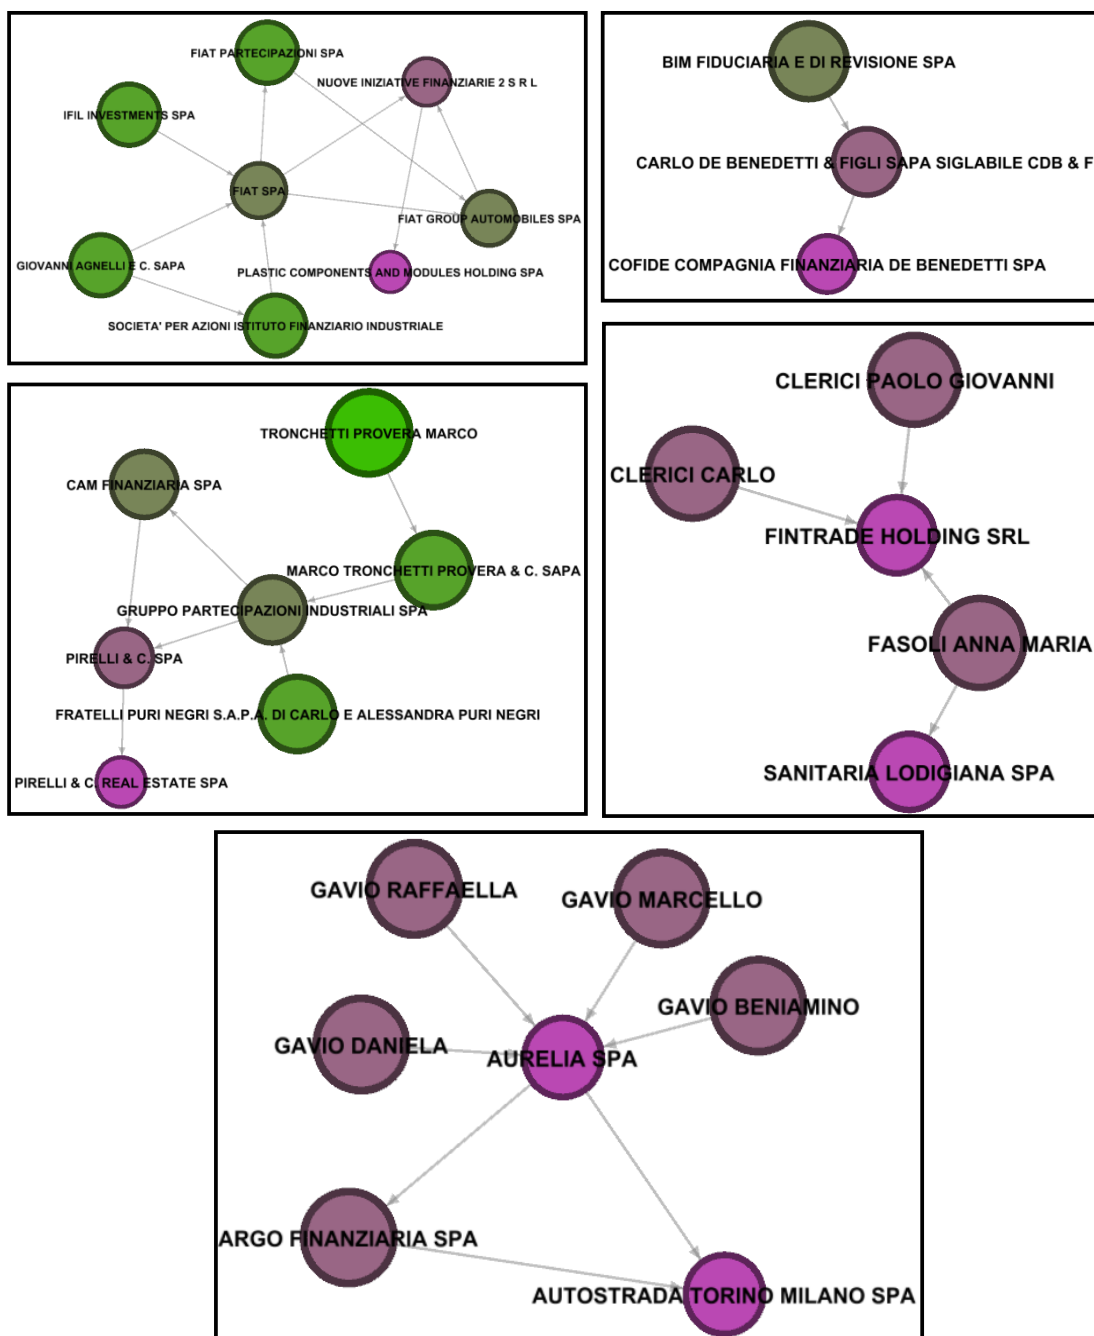 FIAT PARTECIPAZIONI SPA
NUOVE INIZIATIVE FINANZIARIE 2 S R L
IFIL INVESTMENTS SPA
FIAT SPA
FIAT GROUP AUTOMOBILES SPA
GIOVANNI AGNELLI E C. SAPA
PLASTIC COMPONENTS AND MODULES HOLDING SPA
SOCIETA' PER AZIONI ISTITUTO FINANZIARIO INDUSTRIALE
BIM FIDUCIARIA E DI REVISIONE SPA
CARLO DE BENEDETTI & FIGLI SAPA SIGLABILE CDB & F
COFIDE COMPAGNIA FINANZIARIA DE BENEDETTI SPA
TRONCHETTI PROVERA MARCO
CAM FINANZIARIA SPA
MARCO TRONCHETTI PROVERA & C. SAPA
GRUPPO PARTECIPAZIONI INDUSTRIALI SPA
PIRELLI & C. SPA
FRATELLI PURI NEGRI S.A.P.A. DI CARLO E ALESSANDRA PURI NEGRI
PIRELLI & C. REAL ESTATE SPA
CLERICI PAOLO GIOVANNI
CLERICI CARLO
FINTRADE HOLDING SRL
FASOLI ANNA MARIA
SANITARIA LODIGIANA SPA
GAVIO RAFFAELLA
GAVIO MARCELLO
GAVIO BENIAMINO
GAVIO DANIELA
AURELIA SPA
ARGO FINANZIARIA SPA
AUTOSTRADA TORINO MILANO SPA